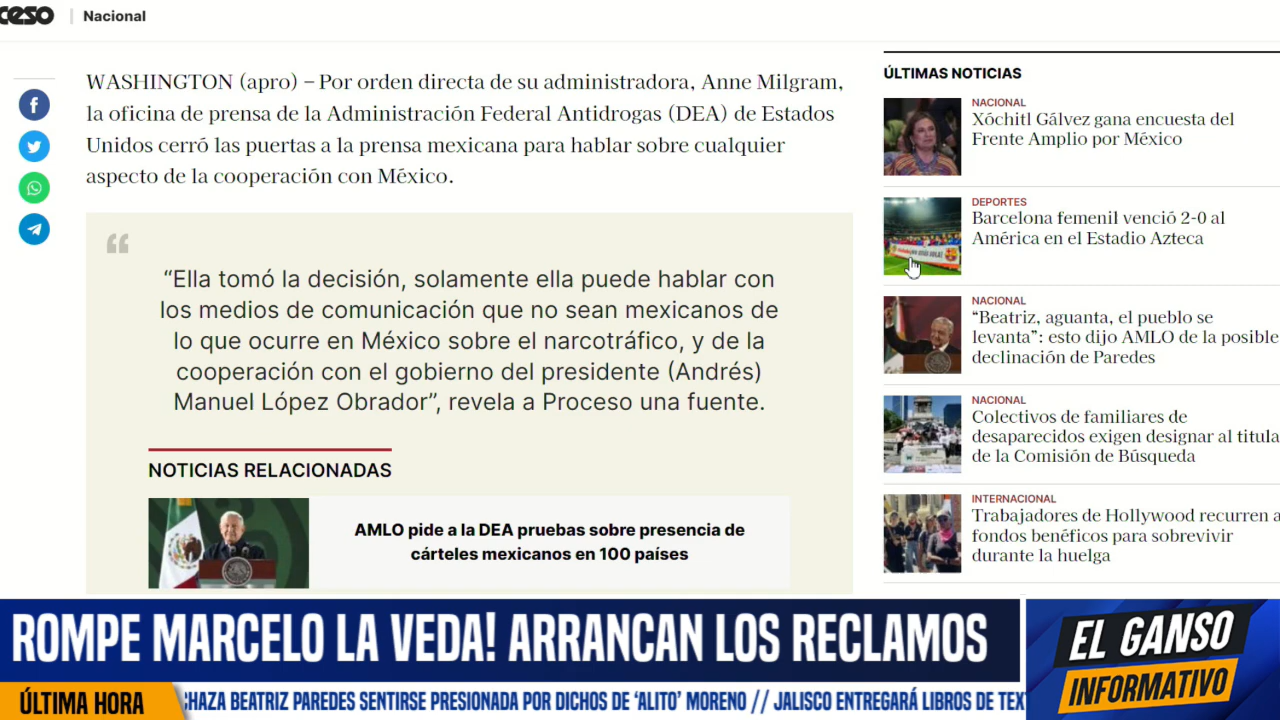 ceso | Nacional
WASHINGTON (apro) – Por orden directa de su administradora, Anne Milgram,
la oficina de prensa de la Administración Federal Antidrogas (DEA) de Estados
Unidos cerró las puertas a la prensa mexicana para hablar sobre cualquier
aspecto de la cooperación con México.
“Ella tomó la decisión, solamente ella puede hablar con
los medios de comunicación que no sean mexicanos de
lo que ocurre en México sobre el narcotráfico, y de la
cooperación con el gobierno del presidente (Andrés)
Manuel López Obrador”, revela a Proceso una fuente.
NOTICIAS RELACIONADAS
AMLO pide a la DEA pruebas sobre presencia de
cárteles mexicanos en 100 países
ÚLTIMAS NOTICIAS
NACIONAL
Xóchitl Gálvez gana encuesta del
Frente Amplio por México
DEPORTES
Barcelona femenil venció 2-0 al
América en el Estadio Azteca
NACIONAL
“Beatriz, aguanta, el pueblo se
levanta”: esto dijo AMLO de la posible
declinación de Paredes
NACIONAL
Colectivos de familiares de
desaparecidos exigen designar al titula
de la Comisión de Búsqueda
INTERNACIONAL
Trabajadores de Hollywood recurren a
fondos benéficos para sobrevivir
durante la huelga
ROMPE MARCELO LA VEDA! ARRANCAN LOS RECLAMOS
EL GANSO
INFORMATIVO
ÚLTIMA HORA
CHAZA BEATRIZ PAREDES SENTIRSE PRESIONADA POR DICHOS DE ‘ALITO’ MORENO // JALISCO ENTREGARÁ LIBROS DE TEX